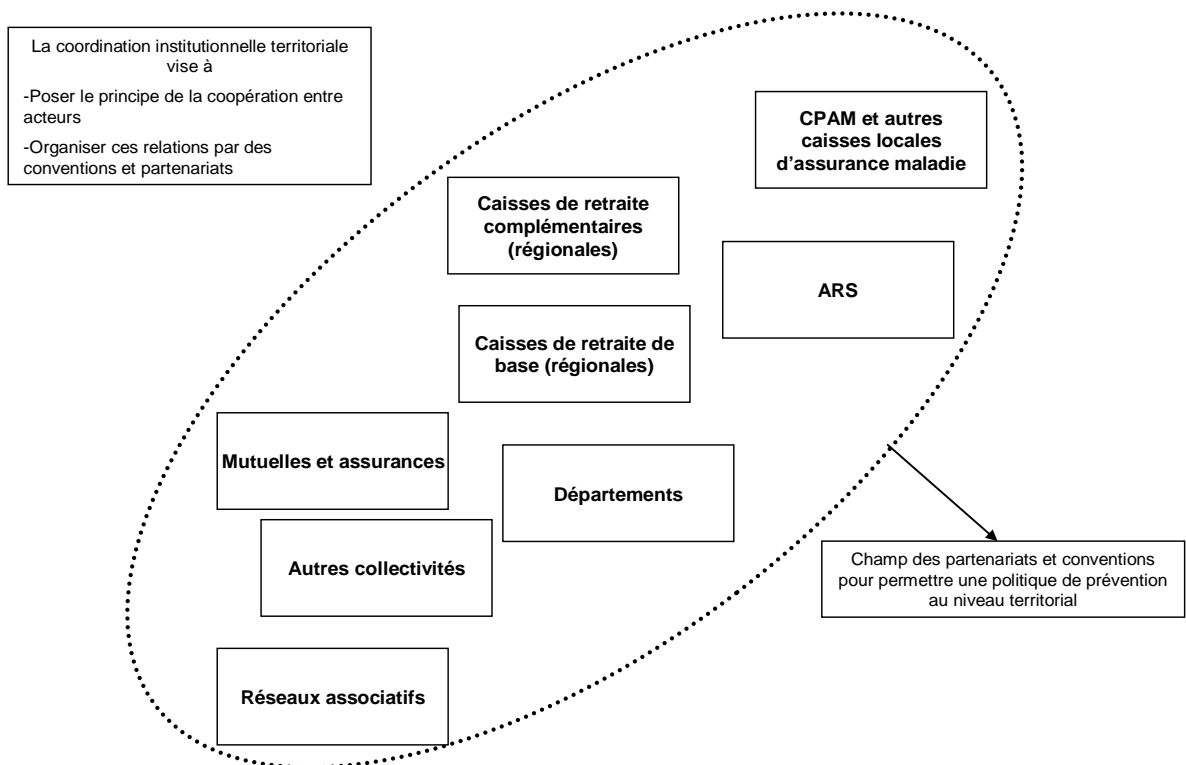 La coordination institutionnelle territoriale
vise à
-Poser le principe de la coopération entre
acteurs
-Organiser ces relations par des
conventions et partenariats
CPAM et autres
caisses locales
d’assurance maladie
Caisses de retraite
complémentaires
(régionales)
ARS
Caisses de retraite de
base (régionales)
Mutuelles et assurances
Départements
Autres collectivités
Champ des partenariats et conventions
pour permettre une politique de prévention
au niveau territorial
Réseaux associatifs